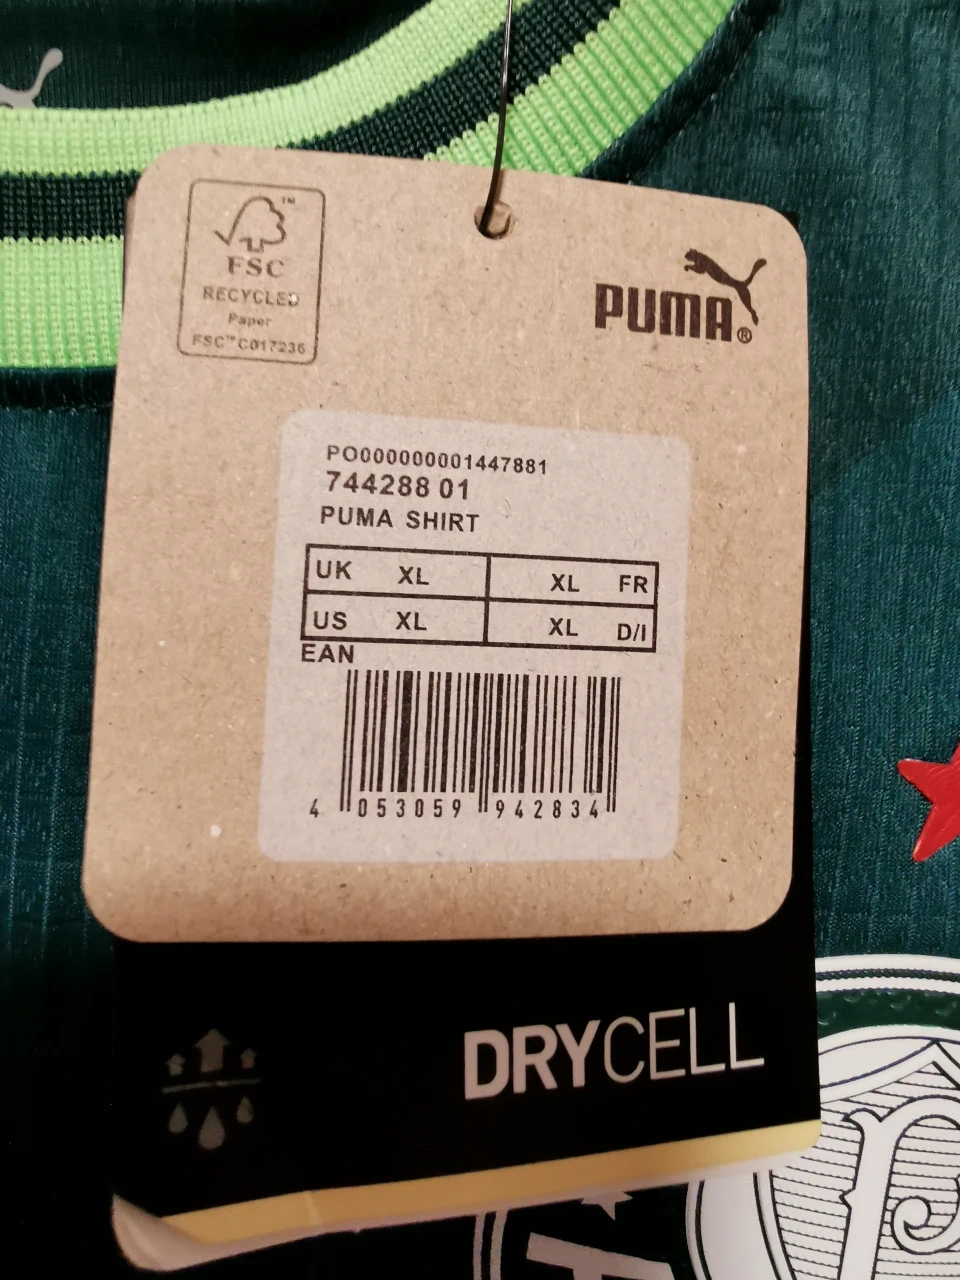 FSC™
RECYCLED
Paper
FSC™ C017236
PUMA®
PO000000001447881
744288 01
PUMA SHIRT
UK XL XL FR
US XL XL D/I
EAN
4 053059 942834
DRYCELL
P